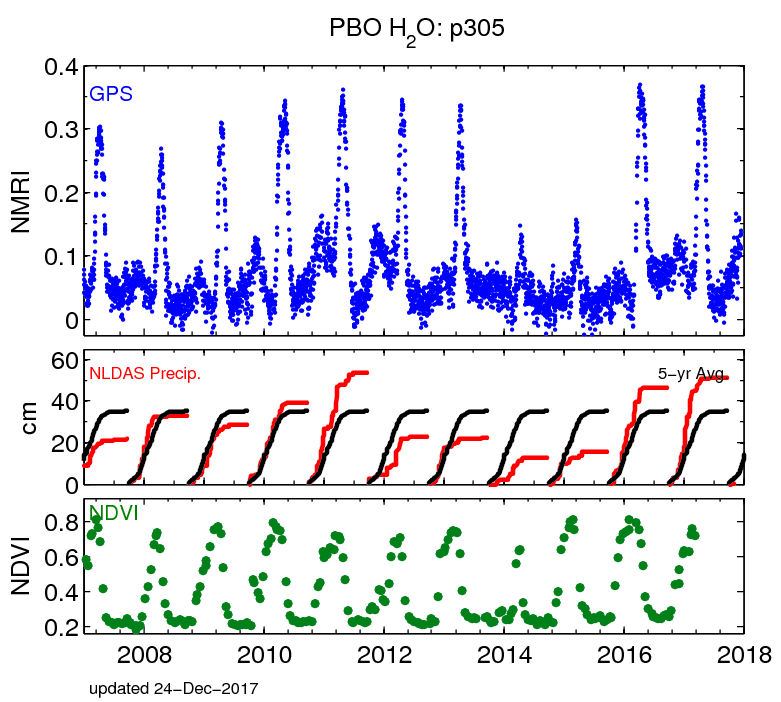 PBO H2O: p305
0.4
GPS
0.3
NMRI
0.2
0.1
0
60
NLDAS Precip.
5-yr Avg.
40
cm
20
0
NDVI
0.8
NDVI
0.6
0.4
0.2
2008 2010 2012 2014 2016 2018
updated 24-Dec-2017